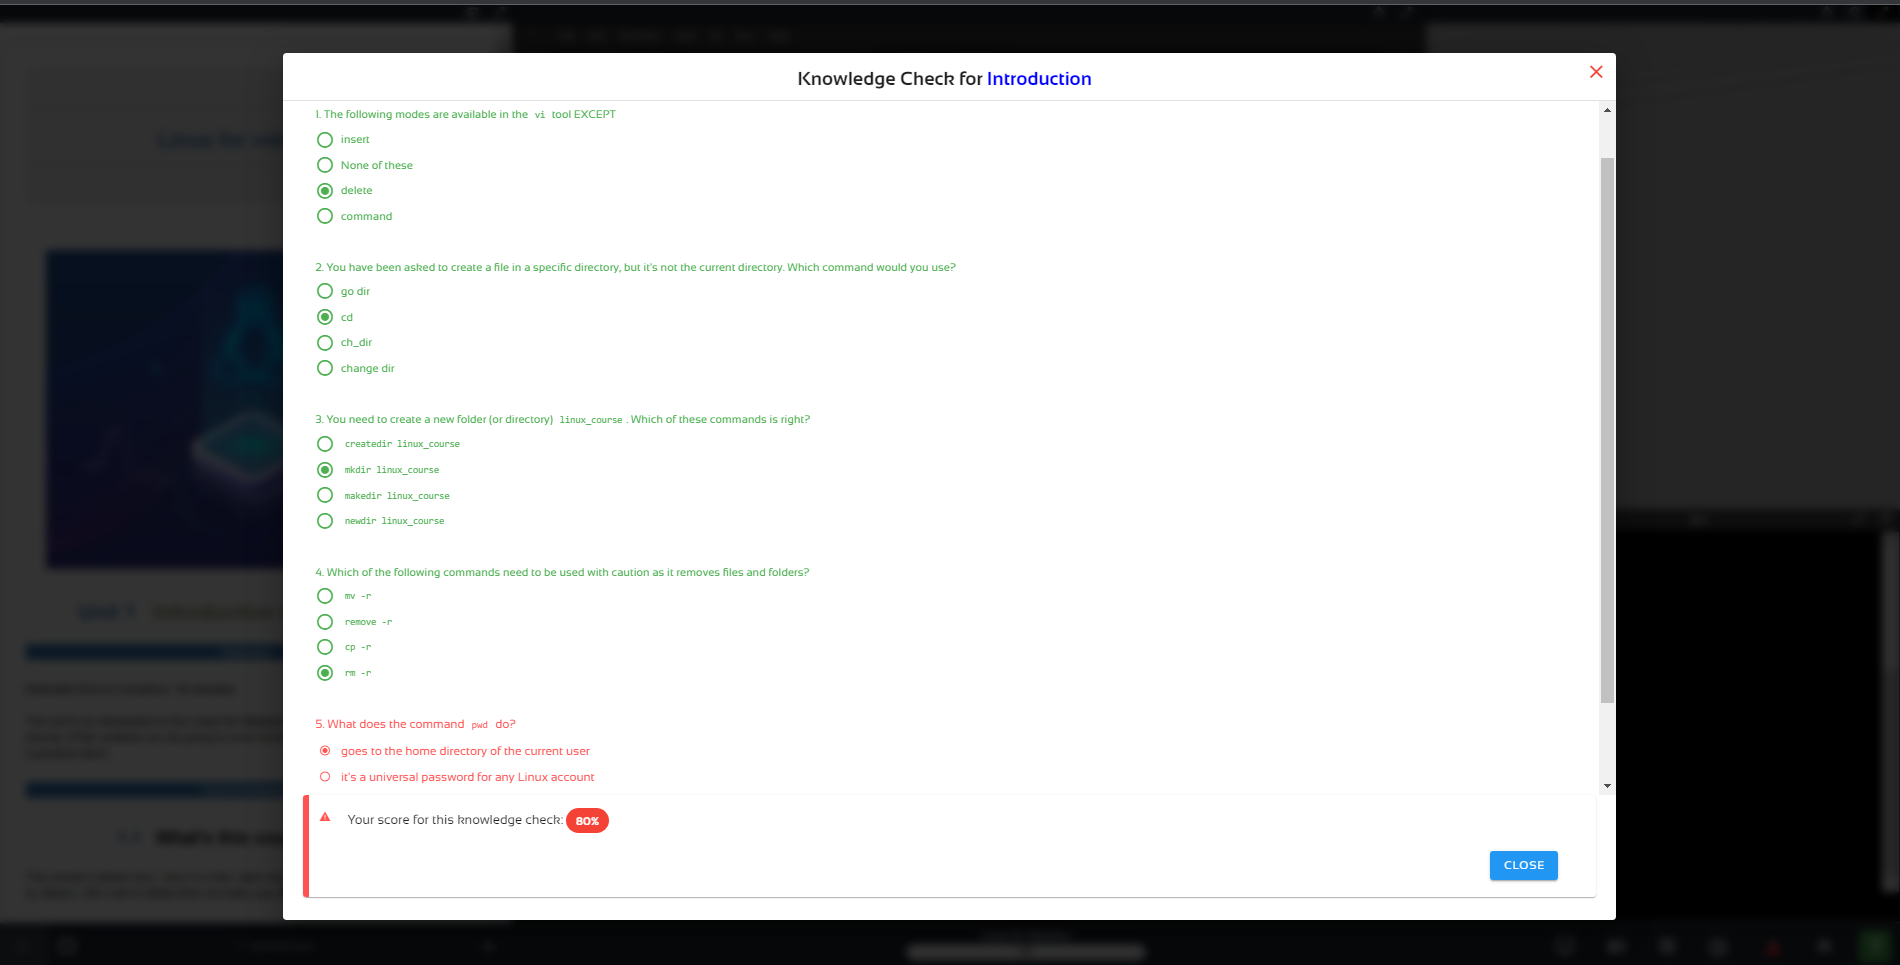 Knowledge Check for Introduction
1. The following modes are available in the vi tool EXCEPT
insert
None of these
delete
command
2. You have been asked to create a file in a specific directory, but it's not the current directory. Which command would you use?
go dir
cd
ch_dir
change dir
3. You need to create a new folder (or directory) linux_course . Which of these commands is right?
createdir linux_course
mkdir linux_course
makedir linux_course
newdir linux_course
4. Which of the following commands need to be used with caution as it removes files and folders?
mv -r
remove -r
cp -r
rm -r
5. What does the command pwd do?
goes to the home directory of the current user
it's a universal password for any Linux account
Your score for this knowledge check: 80%
CLOSE